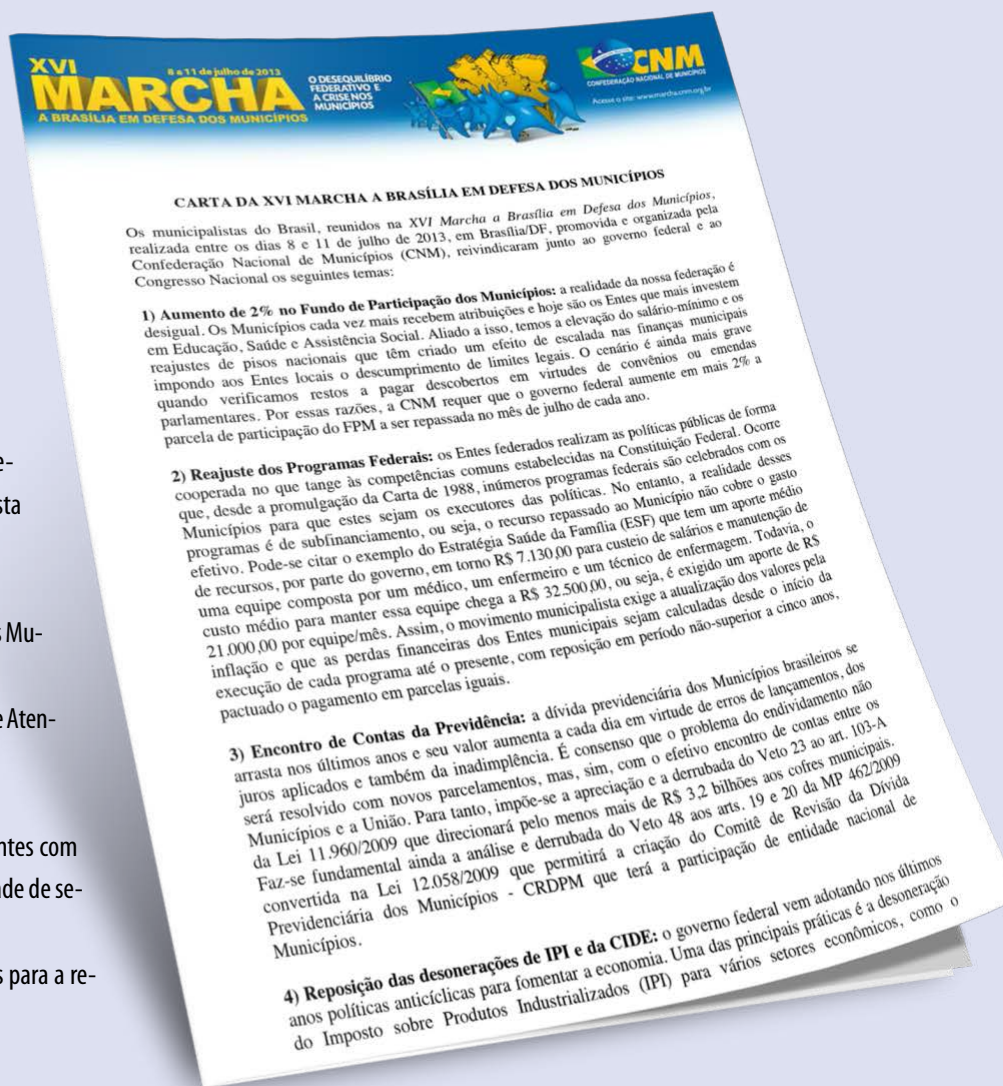 XVI
8 a 11 de julho de 2013
MARCHA
A BRASÍLIA EM DEFESA DOS MUNICÍPIOS
O DESEQUILÍBRIO
FEDERATIVO E
A CRISE NOS
MUNICÍPIOS
CNM
CONFEDERAÇÃO NACIONAL DE MUNICÍPIOS
Acesse o site: www.marcha.cnm.org.br
CARTA DA XVI MARCHA A BRASÍLIA EM DEFESA DOS MUNICÍPIOS
Os municipalistas do Brasil, reunidos na XVI Marcha a Brasília em Defesa dos Municípios,
realizada entre os dias 8 e 11 de julho de 2013, em Brasília/DF, promovida e organizada pela
Confederação Nacional de Municípios (CNM), reivindicaram junto ao governo federal e ao
Congresso Nacional os seguintes temas:
1) Aumento de 2% no Fundo de Participação dos Municípios: a realidade da nossa federação é
desigual. Os Municípios cada vez mais recebem atribuições e hoje são os Entes que mais investem
em Educação, Saúde e Assistência Social. Aliado a isso, temos a elevação do salário-mínimo e os
reajustes de pisos nacionais que têm criado um efeito de escalada nas finanças municipais
impondo aos Entes locais o descumprimento de limites legais. O cenário é ainda mais grave
quando verificamos restos a pagar descobertos em virtudes de convênios ou emendas
parlamentares. Por essas razões, a CNM requer que o governo federal aumente em mais 2% a
parcela de participação do FPM a ser repassada no mês de julho de cada ano.
2) Reajuste dos Programas Federais: os Entes federados realizam as políticas públicas de forma
cooperada no que tange às competências comuns estabelecidas na Constituição Federal. Ocorre
que, desde a promulgação da Carta de 1988, inúmeros programas federais são celebrados com os
Municípios para que estes sejam os executores das políticas. No entanto, a realidade desses
programas é de subfinanciamento, ou seja, o recurso repassado ao Município não cobre o gasto
efetivo. Pode-se citar o exemplo do Estratégia Saúde da Família (ESF) que tem um aporte médio
de recursos, por parte do governo, em torno R$ 7.130,00 para custeio de salários e manutenção de
uma equipe composta por um médico, um enfermeiro e um técnico de enfermagem. Todavia, o
custo médio para manter essa equipe chega a R$ 32.500,00, ou seja, é exigido um aporte de R$
21.000,00 por equipe/mês. Assim, o movimento municipalista exige a atualização dos valores pela
inflação e que as perdas financeiras dos Entes municipais sejam calculadas desde o início da
execução de cada programa até o presente, com reposição em período não-superior a cinco anos,
pactuado o pagamento em parcelas iguais.
3) Encontro de Contas da Previdência: a dívida previdenciária dos Municípios brasileiros se
arrasta nos últimos anos e seu valor aumenta a cada dia em virtude de erros de lançamentos, dos
juros aplicados e também da inadimplência. É consenso que o problema do endividamento não
será resolvido com novos parcelamentos, mas, sim, com o efetivo encontro de contas entre os
Municípios e a União. Para tanto, impõe-se a apreciação e a derrubada do Veto 23 ao art. 103-A
da Lei 11.960/2009 que direcionará pelo menos mais de R$ 3,2 bilhões aos cofres municipais.
Faz-se fundamental ainda a análise e derrubada do Veto 48 aos arts. 19 e 20 da MP 462/2009
convertida na Lei 12.058/2009 que permitirá a criação do Comitê de Revisão da Dívida
Previdenciária dos Municípios - CRDPM que terá a participação de entidade nacional de
Municípios.
4) Reposição das desonerações de IPI e da CIDE: o governo federal vem adotando nos últimos
anos políticas anticíclicas para fomentar a economia. Uma das principais práticas é a desoneração
do Imposto sobre Produtos Industrializados (IPI) para vários setores econômicos, como o
e-
sta
s Mu-
e Aten-
ntes com
de de se-
s para a re-